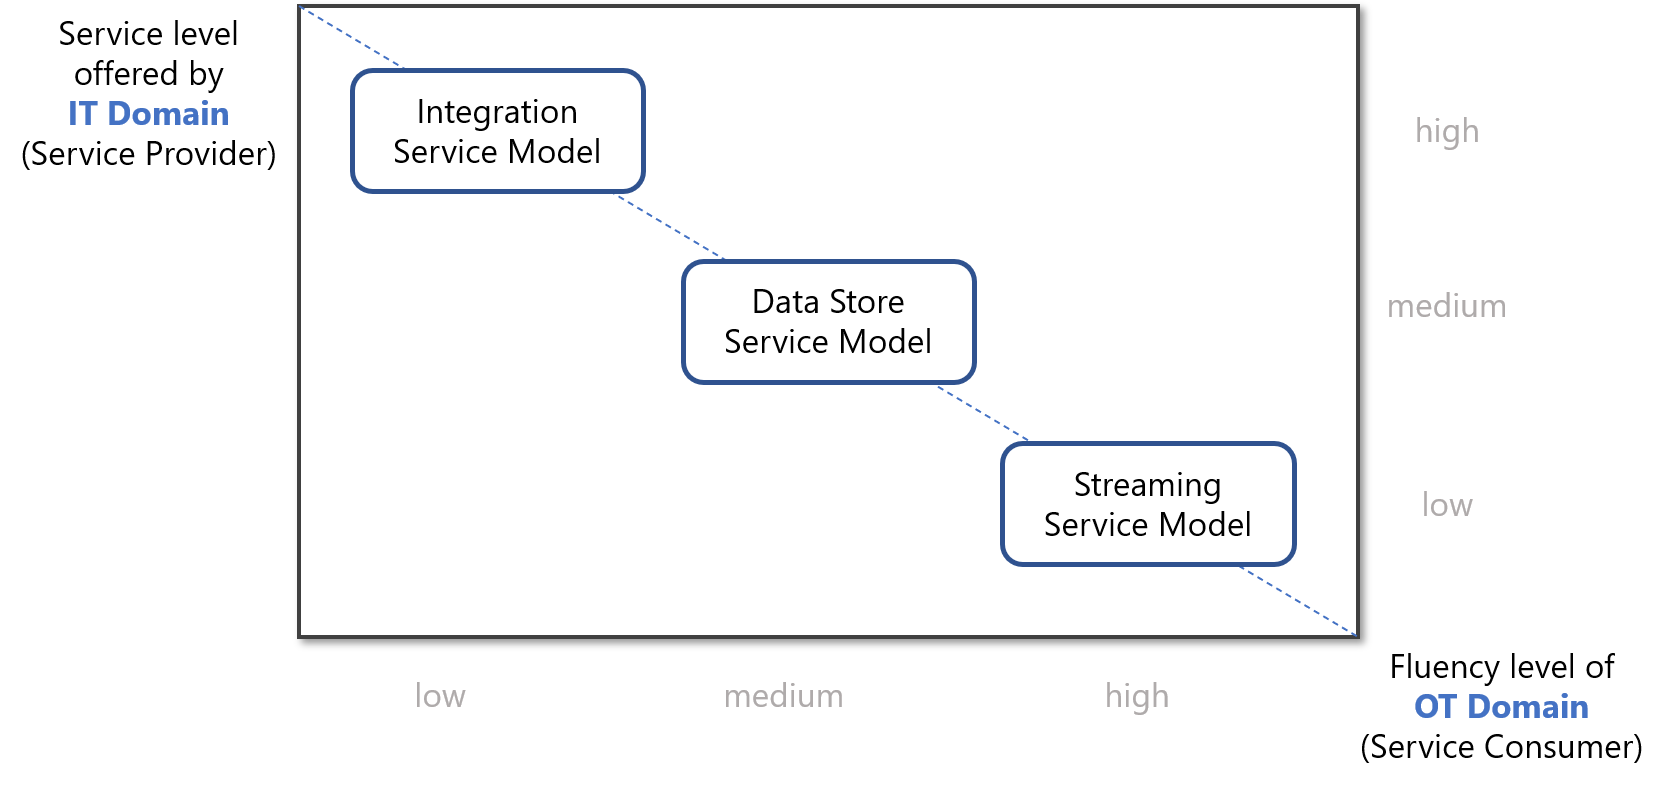 Service level
offered by
IT Domain
(Service Provider)
Integration
Service Model
high
Data Store
Service Model
medium
Streaming
Service Model
low
low
medium
high
Fluency level of
OT Domain
(Service Consumer)